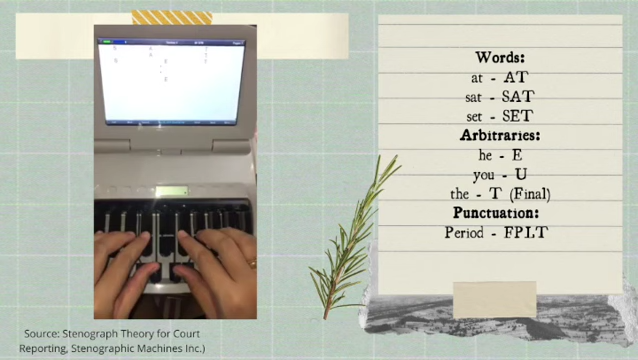 Words:
at - AT
sat - SAT
set - SET
Arbitraries:
he - E
you - U
the - T (Final)
Punctuation:
Period - FPLT
Source: Stenograph Theory for Court
Reporting, Stenographic Machines Inc.)